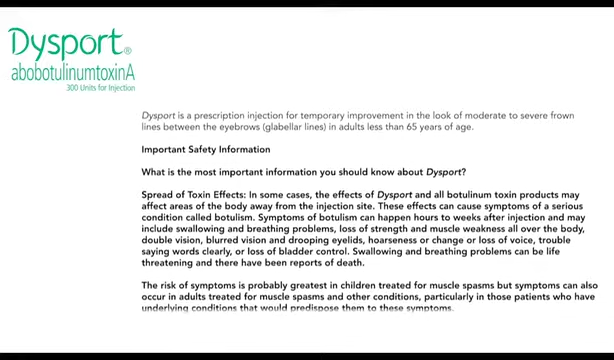 Dysport®
abobotulinumtoxinA
300 Units for Injection
Dysport is a prescription injection for temporary improvement in the look of moderate to severe frown
lines between the eyebrows (glabellar lines) in adults less than 65 years of age.
Important Safety Information
What is the most important information you should know about Dysport?
Spread of Toxin Effects: In some cases, the effects of Dysport and all botulinum toxin products may
affect areas of the body away from the injection site. These effects can cause symptoms of a serious
condition called botulism. Symptoms of botulism can happen hours to weeks after injection and may
include swallowing and breathing problems, loss of strength and muscle weakness all over the body,
double vision, blurred vision and drooping eyelids, hoarseness or change or loss of voice, trouble
saying words clearly, or loss of bladder control. Swallowing and breathing problems can be life
threatening and there have been reports of death.
The risk of symptoms is probably greatest in children treated for muscle spasms but symptoms can also
occur in adults treated for muscle spasms and other conditions, particularly in those patients who have
underlying conditions that would predispose them to these symptoms.